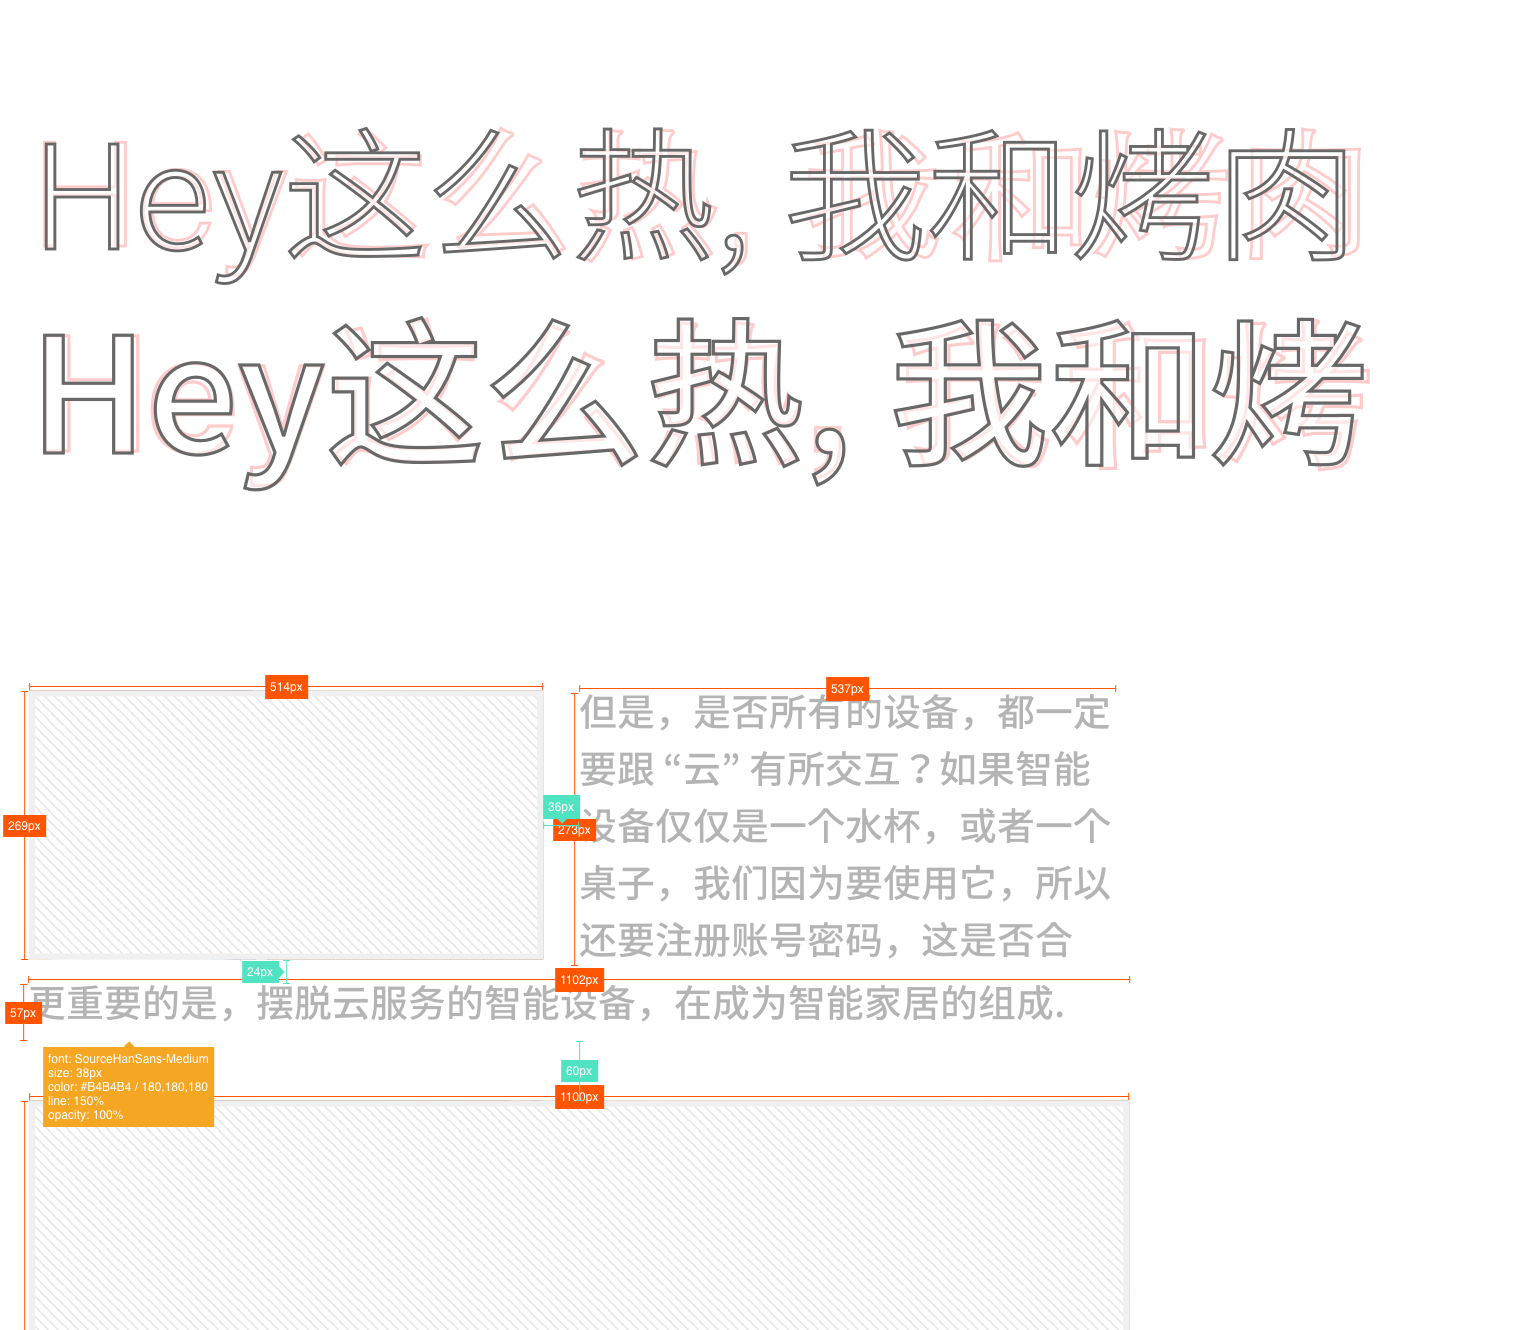 Hey这么热, 我和烤肉
Hey这么热, 我和烤
514px
537px
但是，是否所有的设备，都一定
要跟 “云” 有所交互？如果智能
36px
269px
273px
设备仅仅是一个水杯，或者一个
桌子，我们因为要使用它，所以
还要注册账号密码，这是否合
24px
1102px
57px
更重要的是，摆脱云服务的智能设备，在成为智能家居的组成.
font: SourceHanSans-Medium
size: 38px
color: #B4B4B4 / 180,180,180
line: 150%
opacity: 100%
60px
1100px